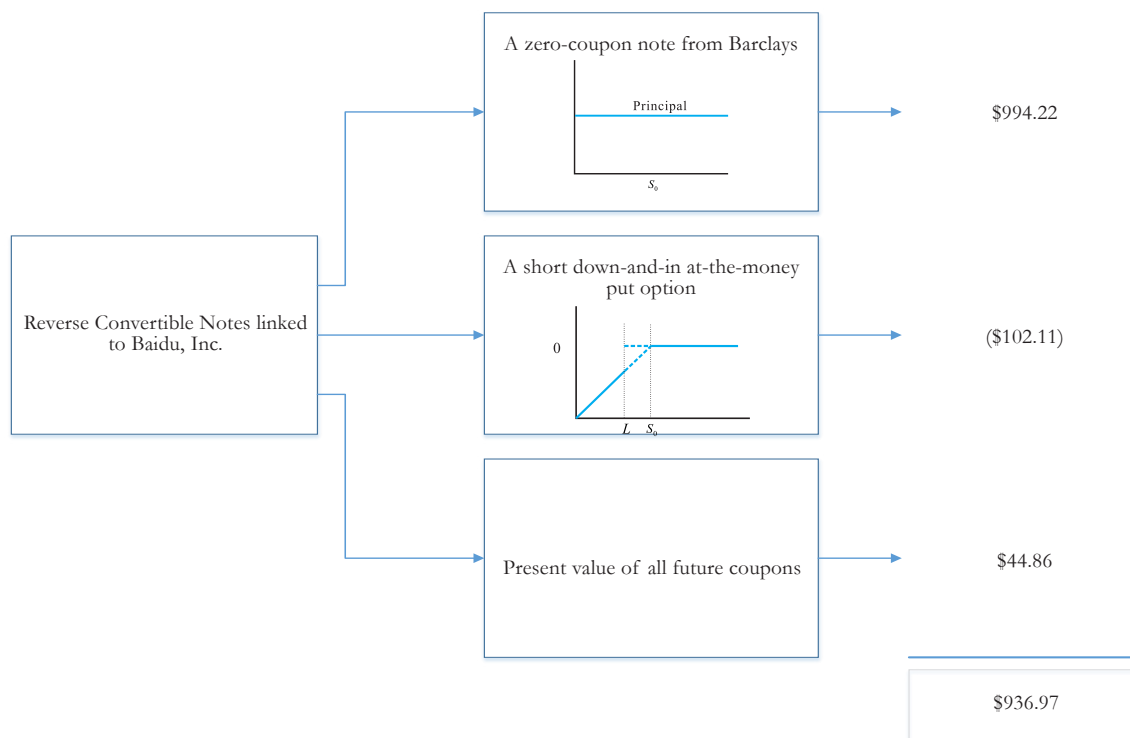 A zero-coupon note from Barclays
Principal
S₀
$994.22
Reverse Convertible Notes linked
to Baidu, Inc.
A short down-and-in at-the-money
put option
0
L S₀
($102.11)
Present value of all future coupons
$44.86
$936.97